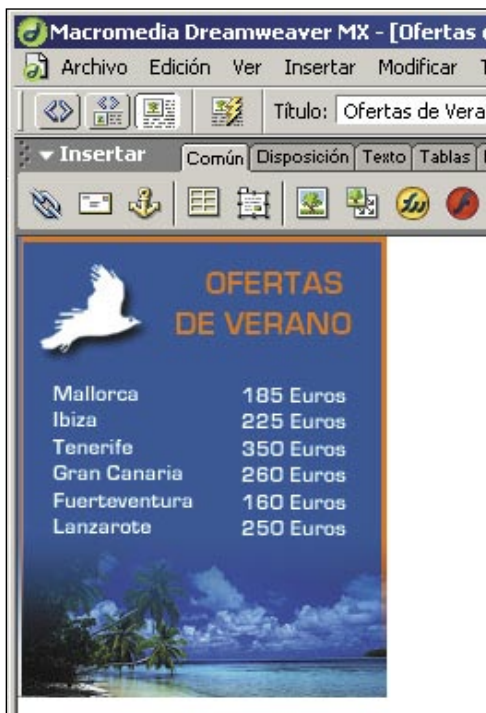 Macromedia Dreamweaver MX - [Ofertas
Archivo Edición Ver Insertar Modificar
Título: Ofertas de Vera
Insertar Común Disposición Texto Tablas
OFERTAS
DE VERANO
Mallorca 185 Euros
Ibiza 225 Euros
Tenerife 350 Euros
Gran Canaria 260 Euros
Fuerteventura 160 Euros
Lanzarote 250 Euros